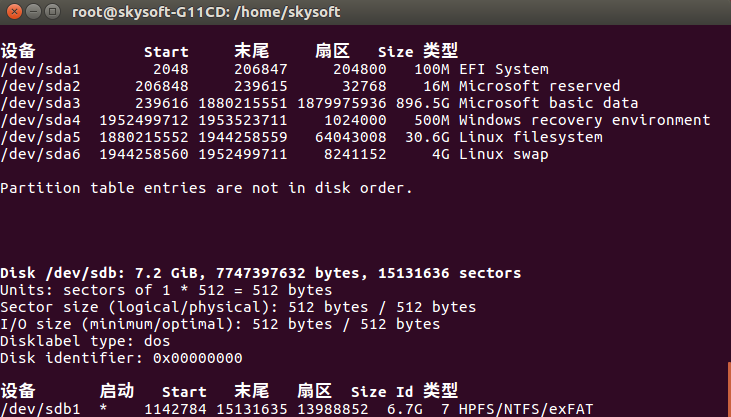 root@skysoft-G11CD: /home/skysoft
设备 Start 末尾 扇区 Size 类型
/dev/sda1 2048 206847 204800 100M EFI System
/dev/sda2 206848 239615 32768 16M Microsoft reserved
/dev/sda3 239616 1880215551 1879975936 896.5G Microsoft basic data
/dev/sda4 1952499712 1953523711 1024000 500M Windows recovery environment
/dev/sda5 1880215552 1944258559 64043008 30.6G Linux filesystem
/dev/sda6 1944258560 1952499711 8241152 4G Linux swap
Partition table entries are not in disk order.
Disk /dev/sdb: 7.2 GiB, 7747397632 bytes, 15131636 sectors
Units: sectors of 1 * 512 = 512 bytes
Sector size (logical/physical): 512 bytes / 512 bytes
I/O size (minimum/optimal): 512 bytes / 512 bytes
Disklabel type: dos
Disk identifier: 0x00000000
设备 启动 Start 末尾 扇区 Size Id 类型
/dev/sdb1 * 1142784 15131635 13988852 6.7G 7 HPFS/NTFS/exFAT